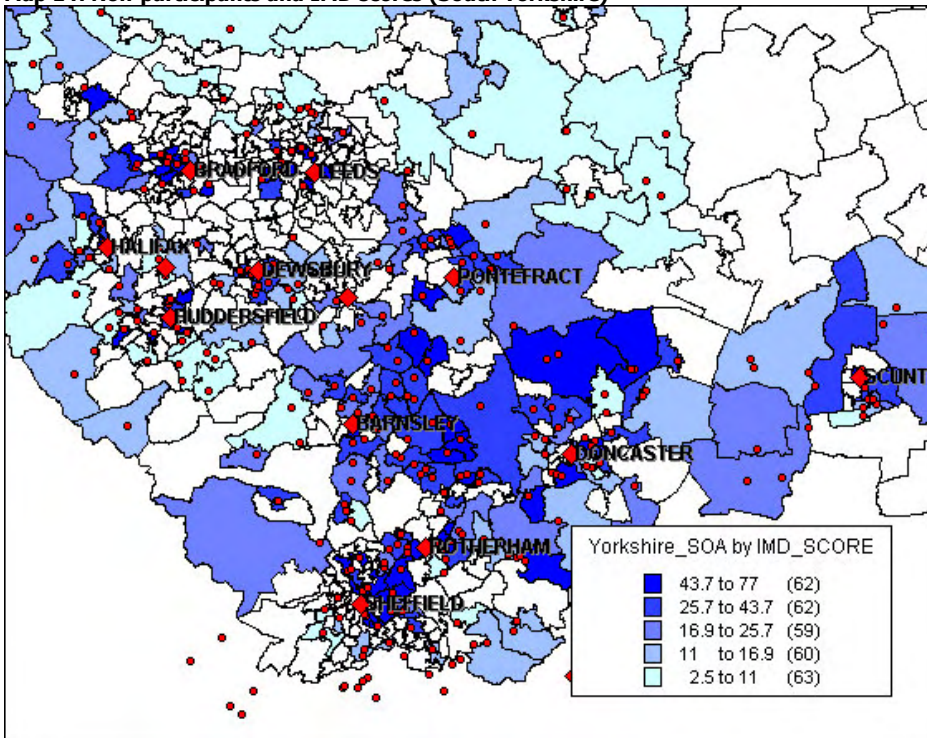 BRADFORD
LEEDS
HALIFAX
DEWSBURY
PONTEFRACT
HUDDERSFIELD
SCUNT
BARNSLEY
DONCASTER
ROTHERHAM
SHEFFIELD
Yorkshire_SOA by IMD_SCORE
43.7 to 77 (62)
25.7 to 43.7 (62)
16.9 to 25.7 (59)
11 to 16.9 (60)
2.5 to 11 (63)